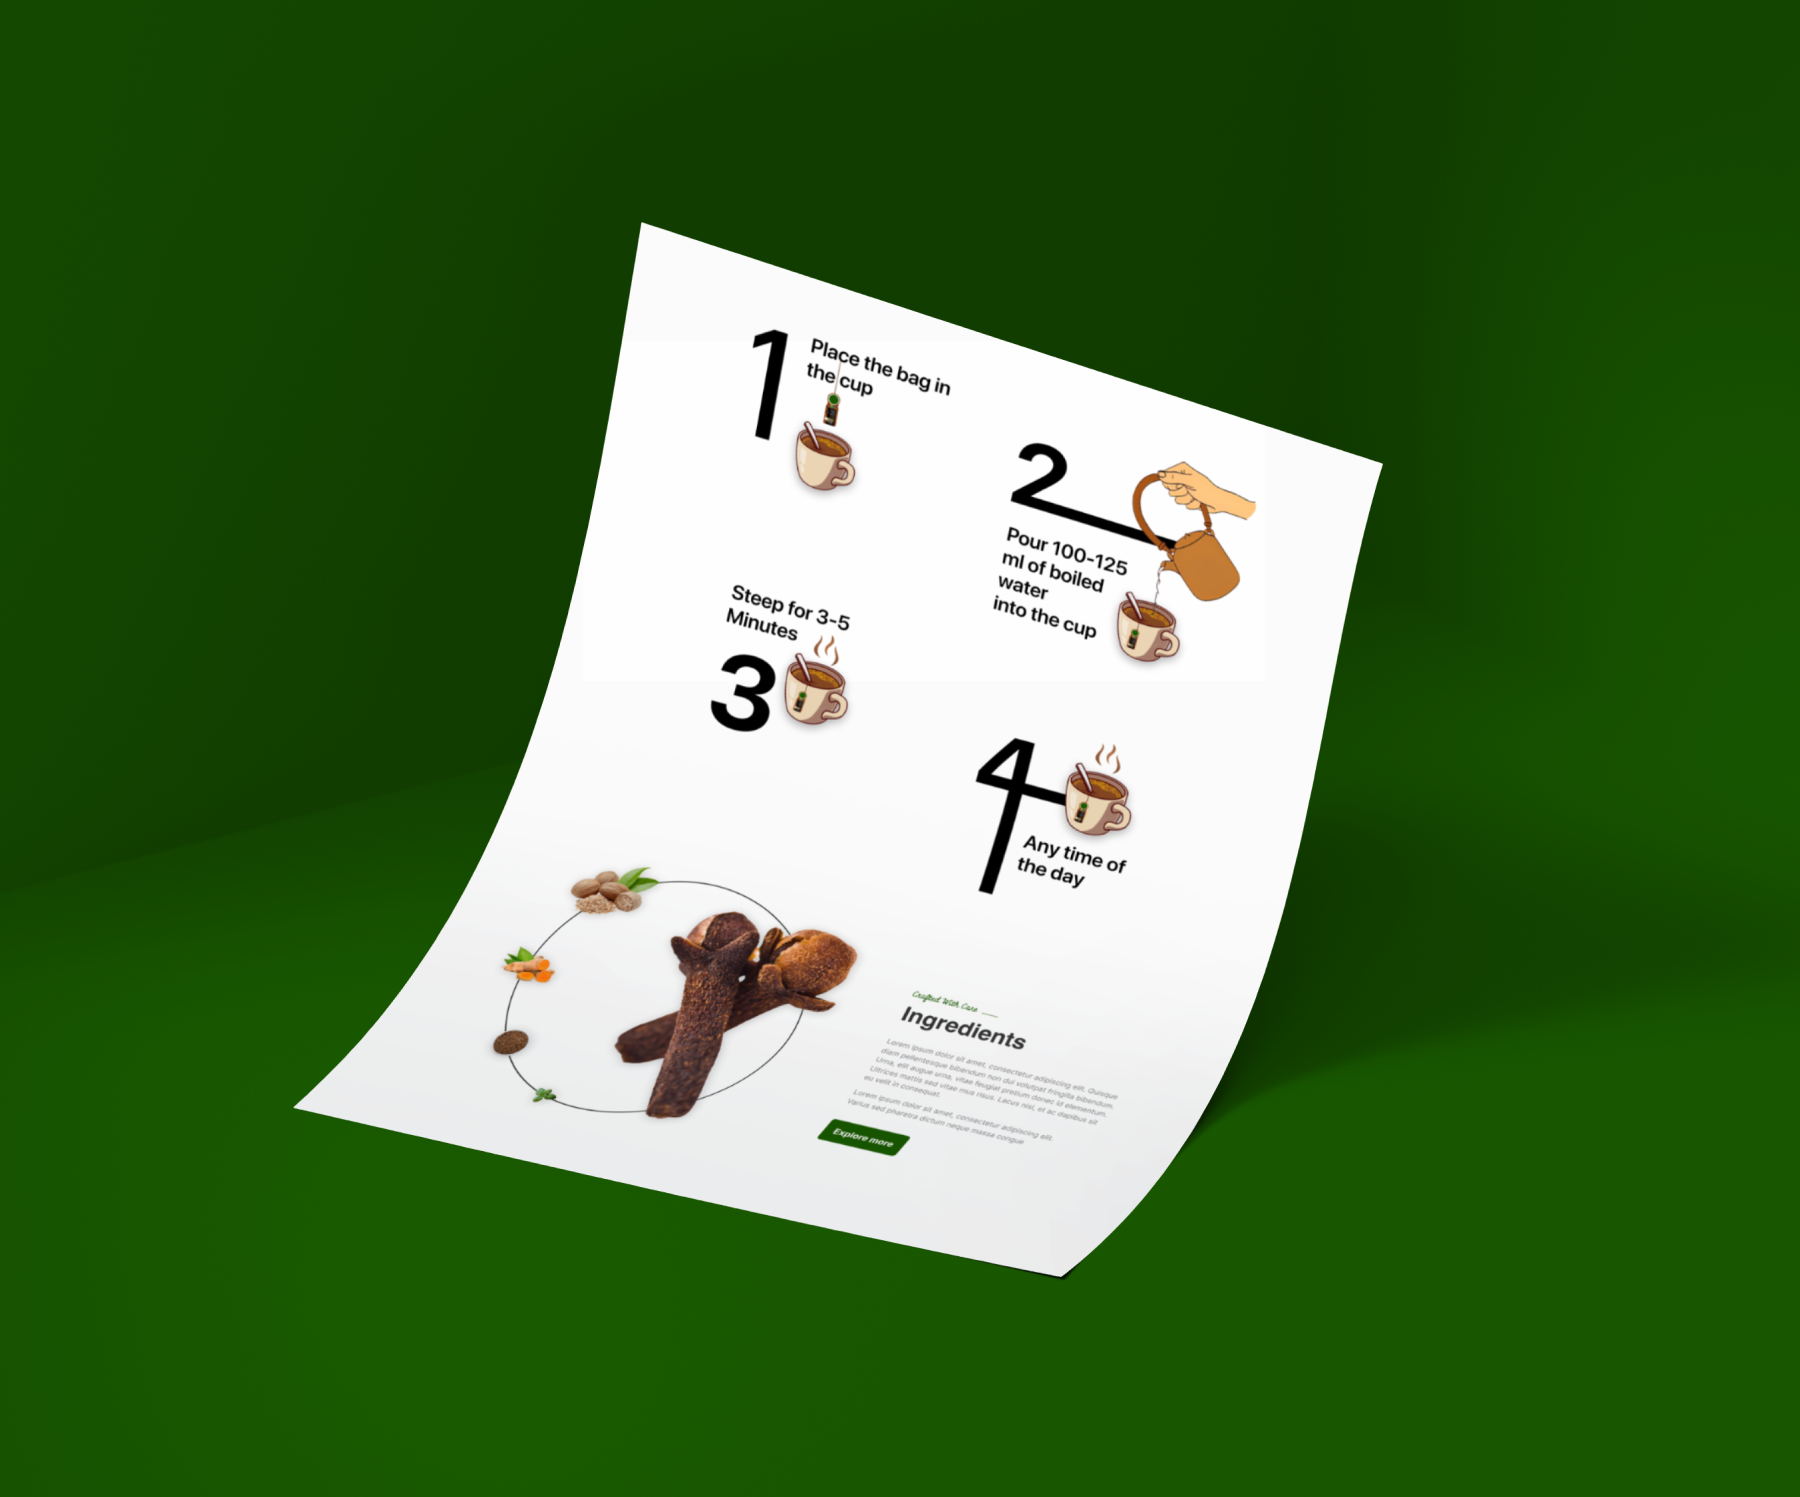 1
Place the bag in
the cup
2
Pour 100-125
ml of boiled
water
into the cup
Steep for 3-5
Minutes
3
4
Any time of
the day
Crafted With Care
Ingredients
Lorem ipsum dolor sit amet, consectetur adipiscing elit. Quisque
diam pellentesque bibendum non dui volutpat fringilla bibendum.
Urna, elit augue urna, vitae feugiat pretium donec id elementum.
Ultrices mattis sed vitae mus risus. Lacus nisi, et ac dapibus sit
eu velit in consequat.
Lorem ipsum dolor sit amet, consectetur adipiscing elit.
Varius sed pharetra dictum neque massa congue
Explore more